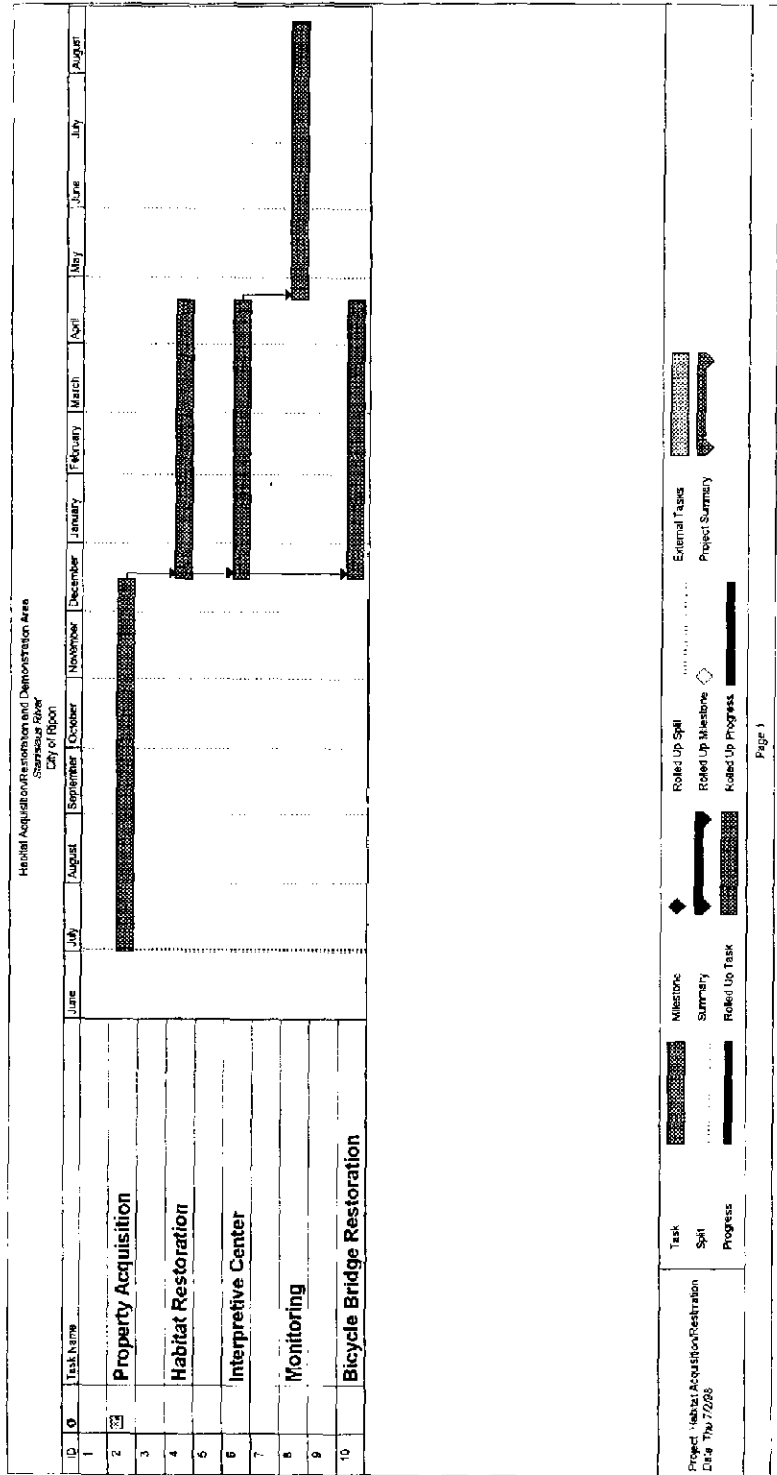 Habitat Acquisition/Restoration and Demonstration Area
Stanislaus River
City of Ripon
ID Task Name June July August September October November December January February March April May June July August
1
2 Property Acquisition
3
4 Habitat Restoration
5
6 Interpretive Center
7
8 Monitoring
9
10 Bicycle Bridge Restoration
Project: Habitat Acquisition/Restoration
Date: Thu 7/2/98
Task Milestone Rolled Up Split External Tasks
Split Summary Rolled Up Milestone Project Summary
Progress Rolled Up Task Rolled Up Progress
Page 1